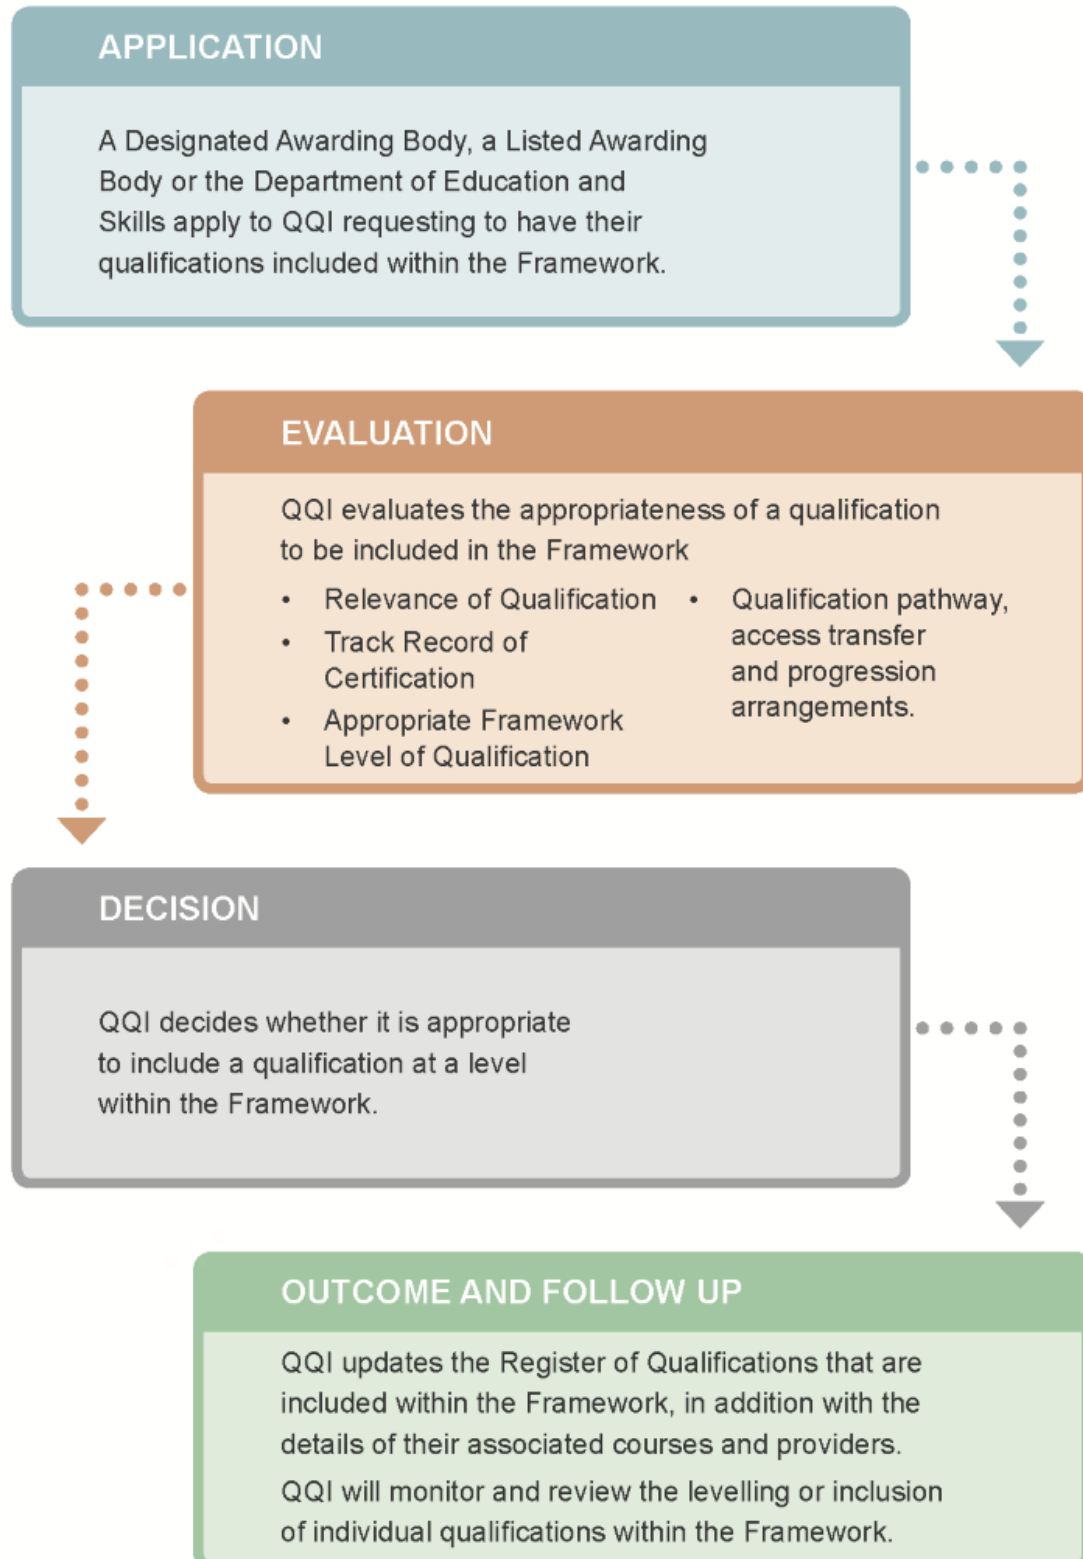 APPLICATION
A Designated Awarding Body, a Listed Awarding
Body or the Department of Education and
Skills apply to QQI requesting to have their
qualifications included within the Framework.
EVALUATION
QQI evaluates the appropriateness of a qualification
to be included in the Framework
• Relevance of Qualification
• Track Record of
Certification
• Appropriate Framework
Level of Qualification
• Qualification pathway,
access transfer
and progression
arrangements.
DECISION
QQI decides whether it is appropriate
to include a qualification at a level
within the Framework.
OUTCOME AND FOLLOW UP
QQI updates the Register of Qualifications that are
included within the Framework, in addition with the
details of their associated courses and providers.
QQI will monitor and review the levelling or inclusion
of individual qualifications within the Framework.